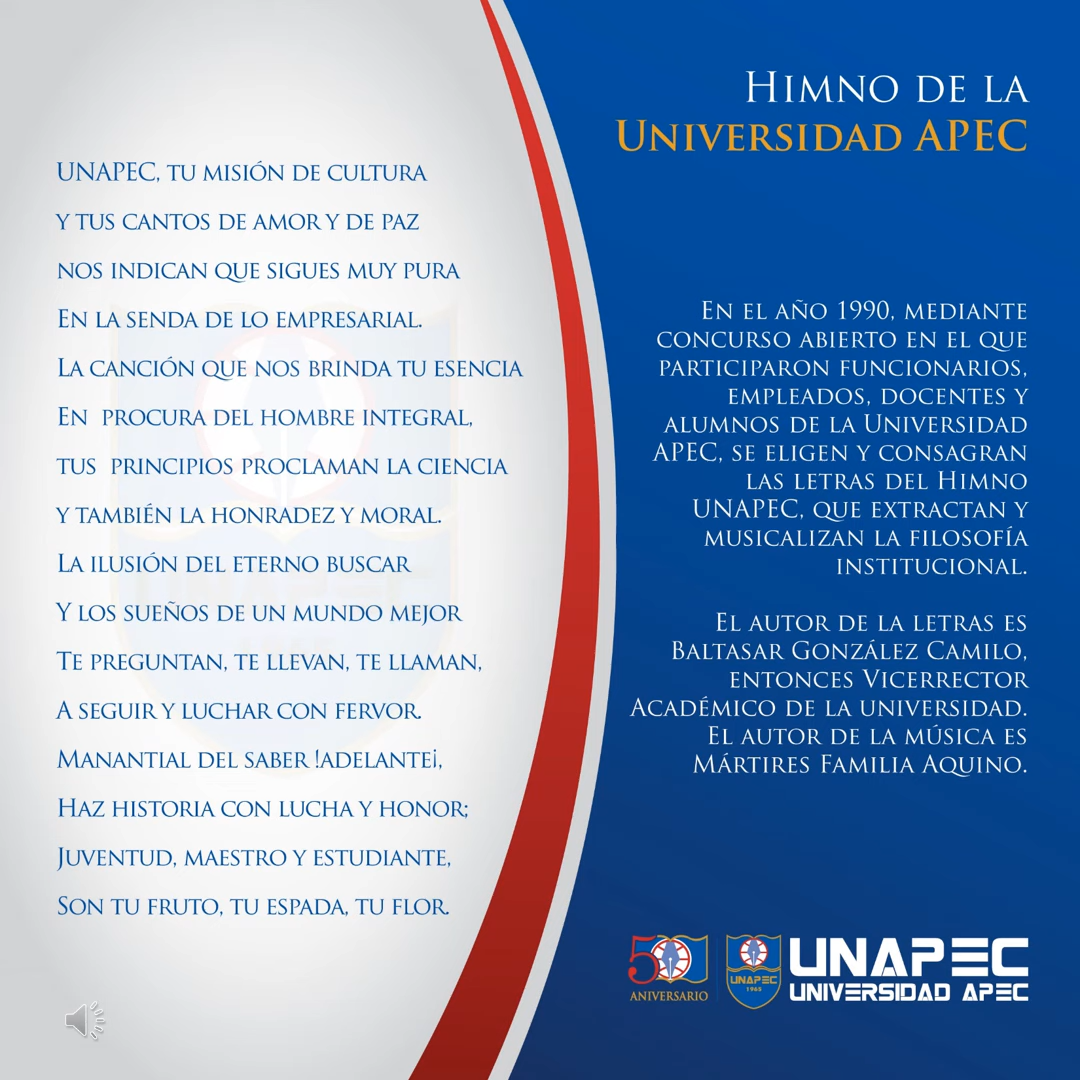 HIMNO DE LA
UNIVERSIDAD APEC
UNAPEC, TU MISIÓN DE CULTURA
Y TUS CANTOS DE AMOR Y DE PAZ
NOS INDICAN QUE SIGUES MUY PURA
EN LA SENDA DE LO EMPRESARIAL.
LA CANCIÓN QUE NOS BRINDA TU ESENCIA
EN PROCURA DEL HOMBRE INTEGRAL,
TUS PRINCIPIOS PROCLAMAN LA CIENCIA
Y TAMBIÉN LA HONRADEZ Y MORAL.
LA ILUSIÓN DEL ETERNO BUSCAR
Y LOS SUEÑOS DE UN MUNDO MEJOR
TE PREGUNTAN, TE LLEVAN, TE LLAMAN,
A SEGUIR Y LUCHAR CON FERVOR.
MANANTIAL DEL SABER !ADELANTE¡,
HAZ HISTORIA CON LUCHA Y HONOR;
JUVENTUD, MAESTRO Y ESTUDIANTE,
SON TU FRUTO, TU ESPADA, TU FLOR.
EN EL AÑO 1990, MEDIANTE
CONCURSO ABIERTO EN EL QUE
PARTICIPARON FUNCIONARIOS,
EMPLEADOS, DOCENTES Y
ALUMNOS DE LA UNIVERSIDAD
APEC, SE ELIGEN Y CONSAGRAN
LAS LETRAS DEL HIMNO
UNAPEC, QUE EXTRACTAN Y
MUSICALIZAN LA FILOSOFÍA
INSTITUCIONAL.
EL AUTOR DE LA LETRAS ES
BALTASAR GONZÁLEZ CAMILO,
ENTONCES VICERRECTOR
ACADÉMICO DE LA UNIVERSIDAD.
EL AUTOR DE LA MÚSICA ES
MÁRTIRES FAMILIA AQUINO.
50
ANIVERSARIO
UNAPEC
1965
UNAPEC
UNIVERSIDAD APEC